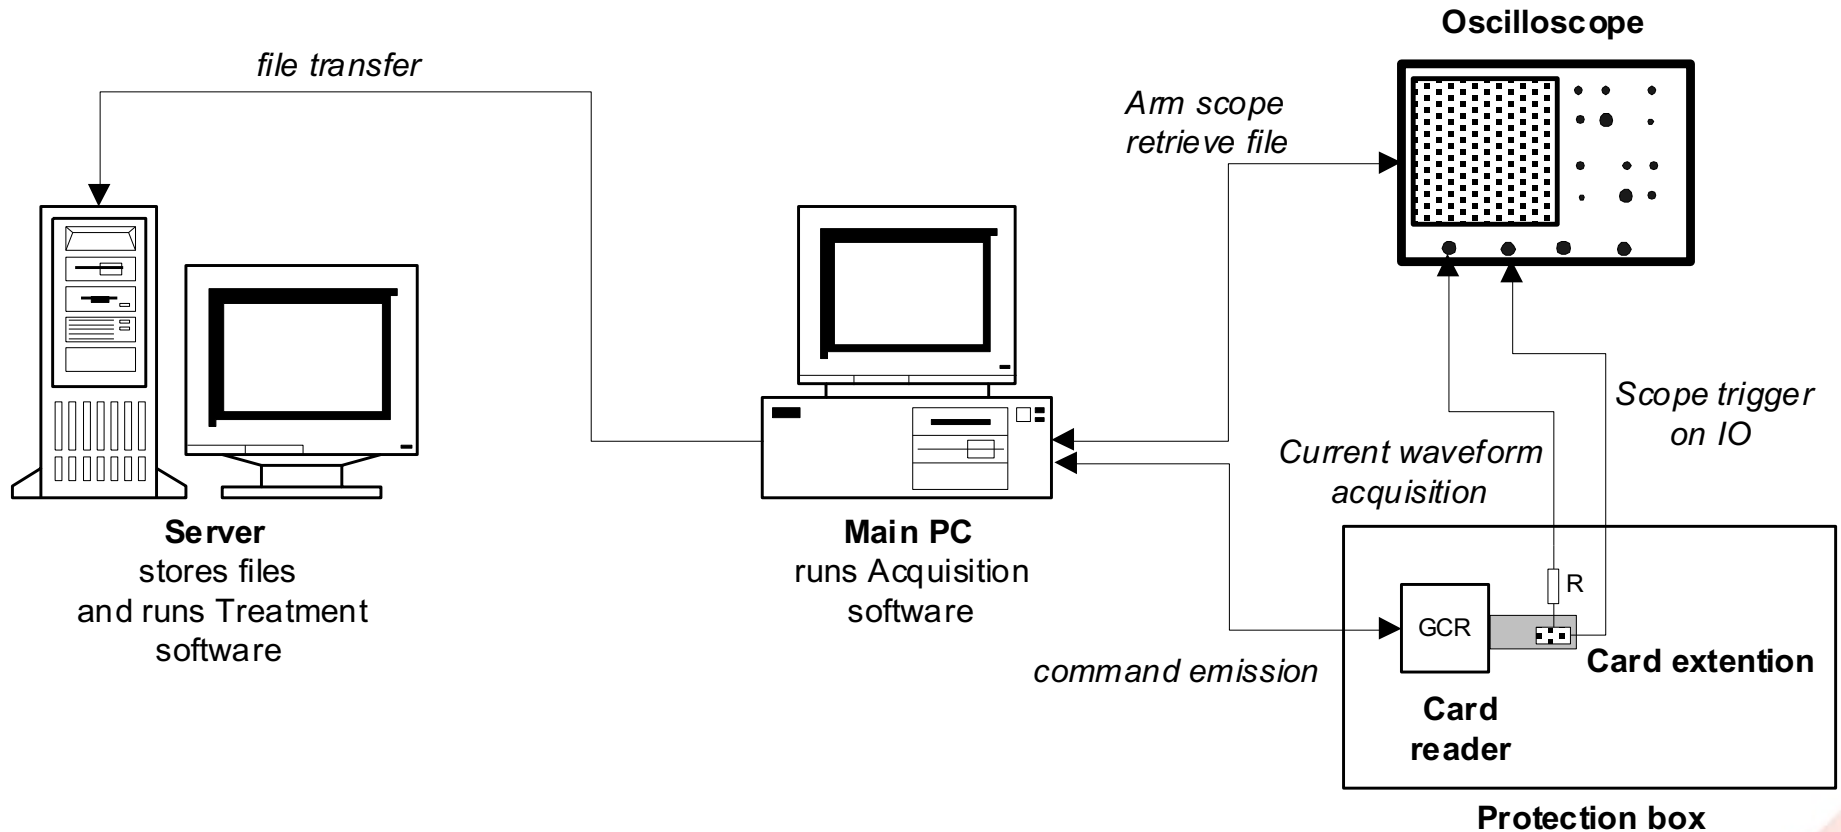 Oscilloscope
file transfer
Arm scope
retrieve file
Scope trigger
on IO
Current waveform
acquisition
Server
stores files
and runs Treatment
software
Main PC
runs Acquisition
software
R
GCR
command emission
Card extention
Card
reader
Protection box